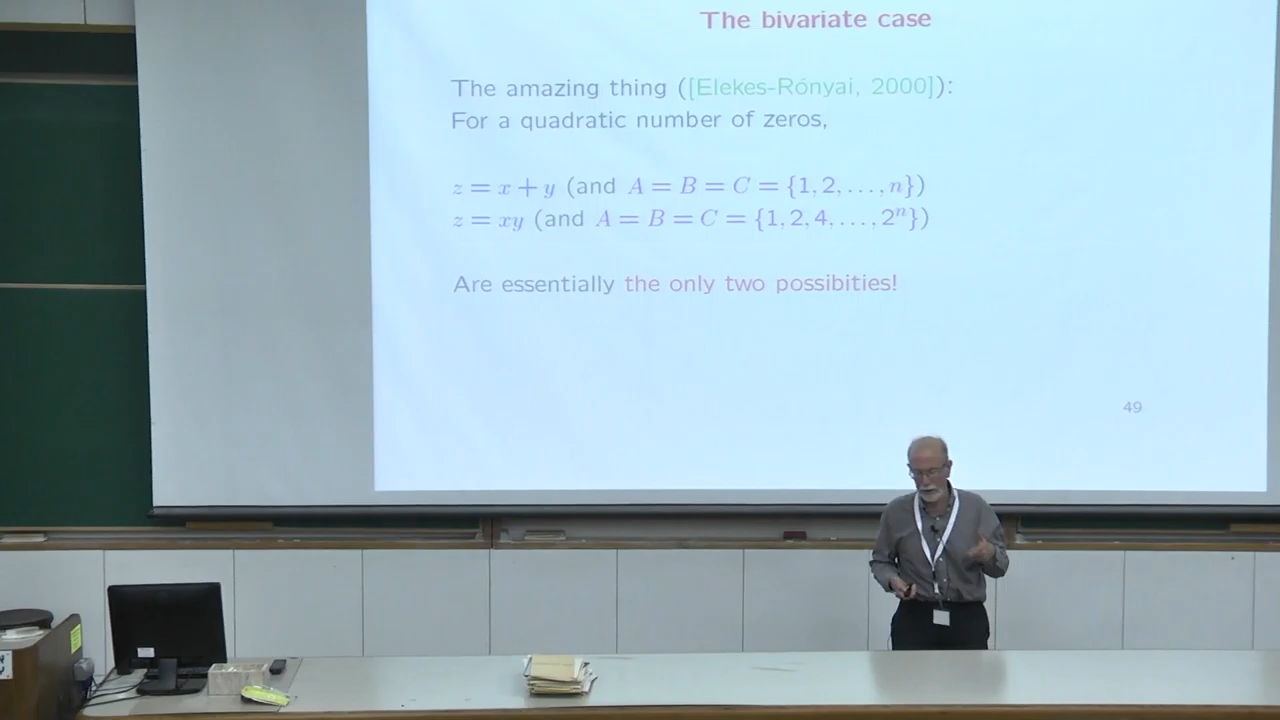 The bivariate case
The amazing thing ([Elekes-Rónyai, 2000]):
For a quadratic number of zeros,
z = x + y (and A = B = C = {1, 2, . . . , n})
z = xy (and A = B = C = {1, 2, 4, . . . , 2ⁿ})
Are essentially the only two possibities!
49